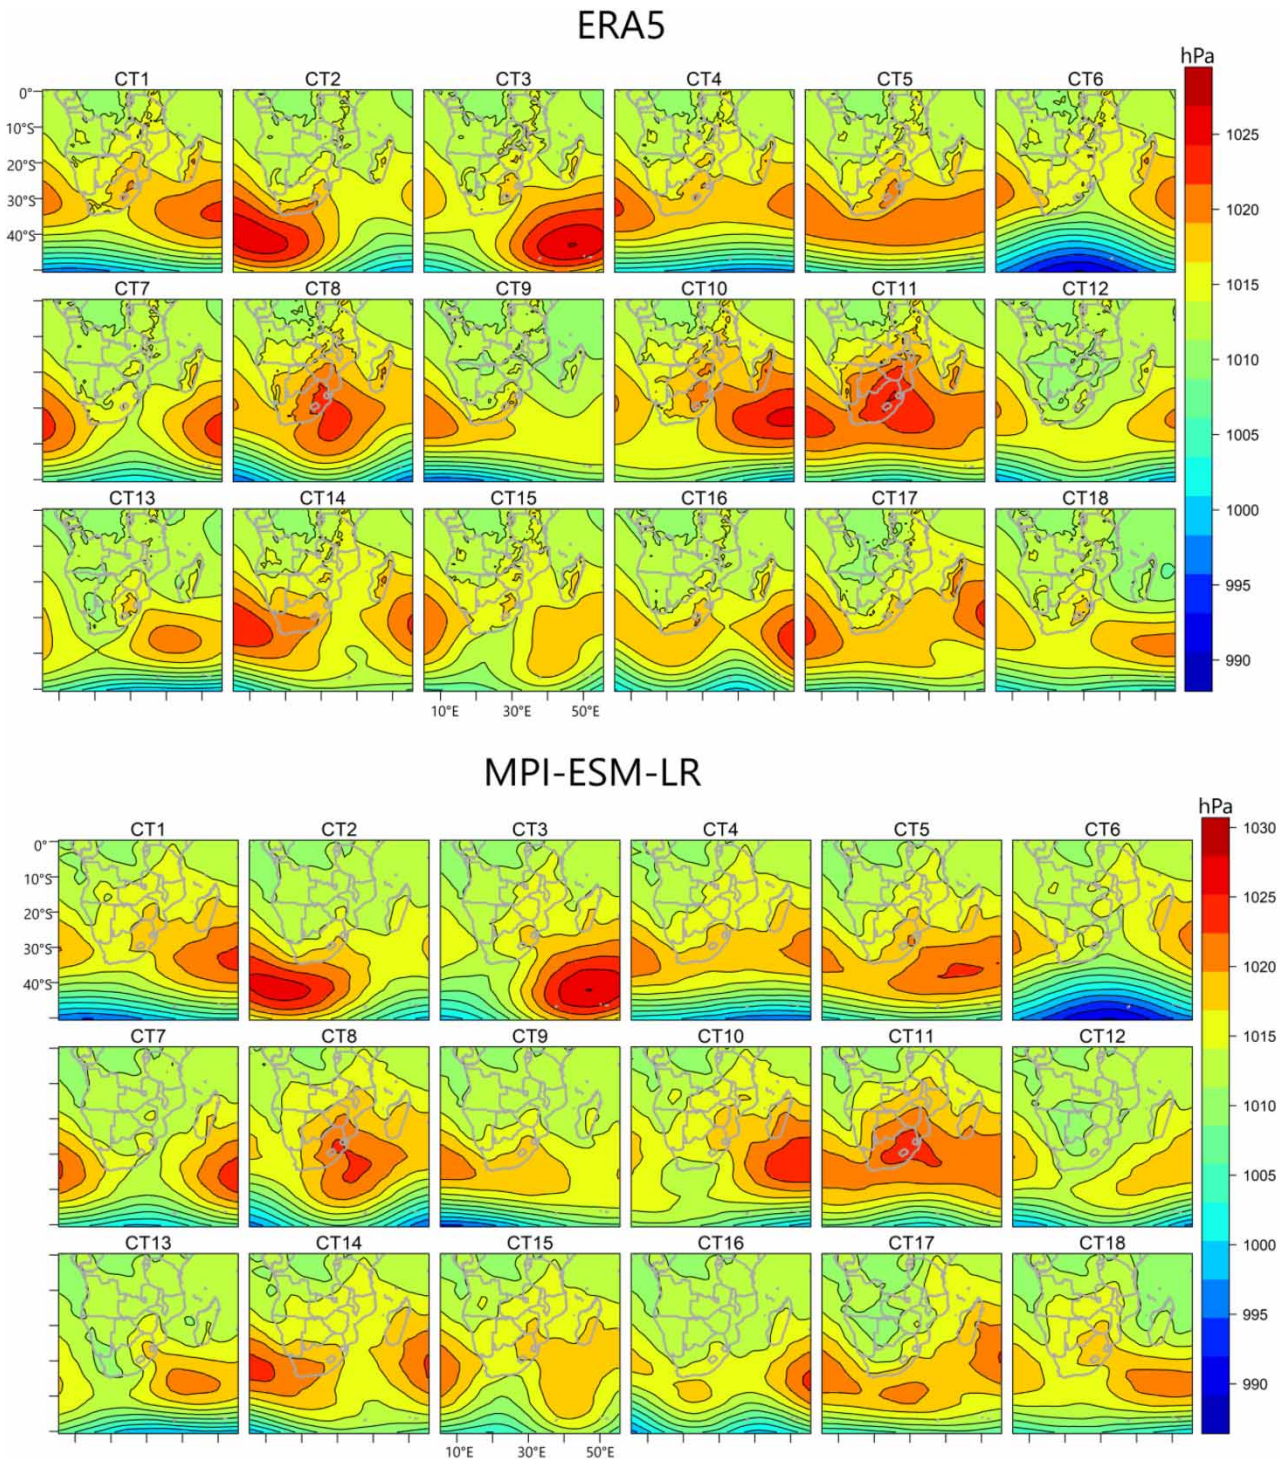 ERA5
hPa
CT1 CT2 CT3 CT4 CT5 CT6
0°
10°S
20°S
30°S
40°S
1025
1020
1015
1010
1005
1000
995
990
CT7 CT8 CT9 CT10 CT11 CT12
CT13 CT14 CT15 CT16 CT17 CT18
10°E 30°E 50°E
MPI-ESM-LR
hPa
CT1 CT2 CT3 CT4 CT5 CT6
0°
10°S
20°S
30°S
40°S
1030
1025
1020
1015
1010
1005
1000
995
990
CT7 CT8 CT9 CT10 CT11 CT12
CT13 CT14 CT15 CT16 CT17 CT18
10°E 30°E 50°E